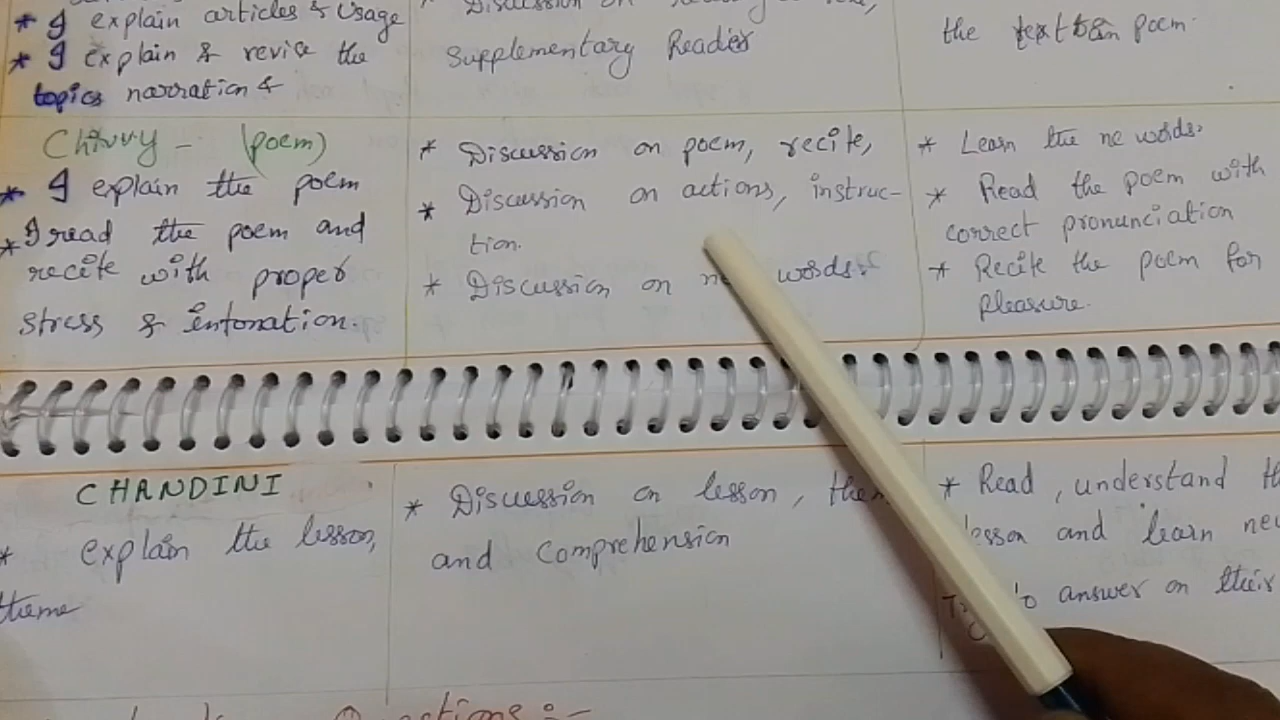 * I explain articles & Usage
* I explain & revise the
topics narration &
Supplementary Reader
the text poem.
Chivvy - (poem)
* I explain the poem
* I read the poem and
recite with proper
stress & intonation.
* Discussion on poem, recite,
* Discussion on actions, instruc-
tion.
* Discussion on words.
* Learn the ne words.
* Read the poem with
correct pronunciation
* Recite the poem for
pleasure.
CHANDINI
* explain the lesson,
theme
* Discussion on lesson,
and comprehension
* Read, understand
and learn
answer on their